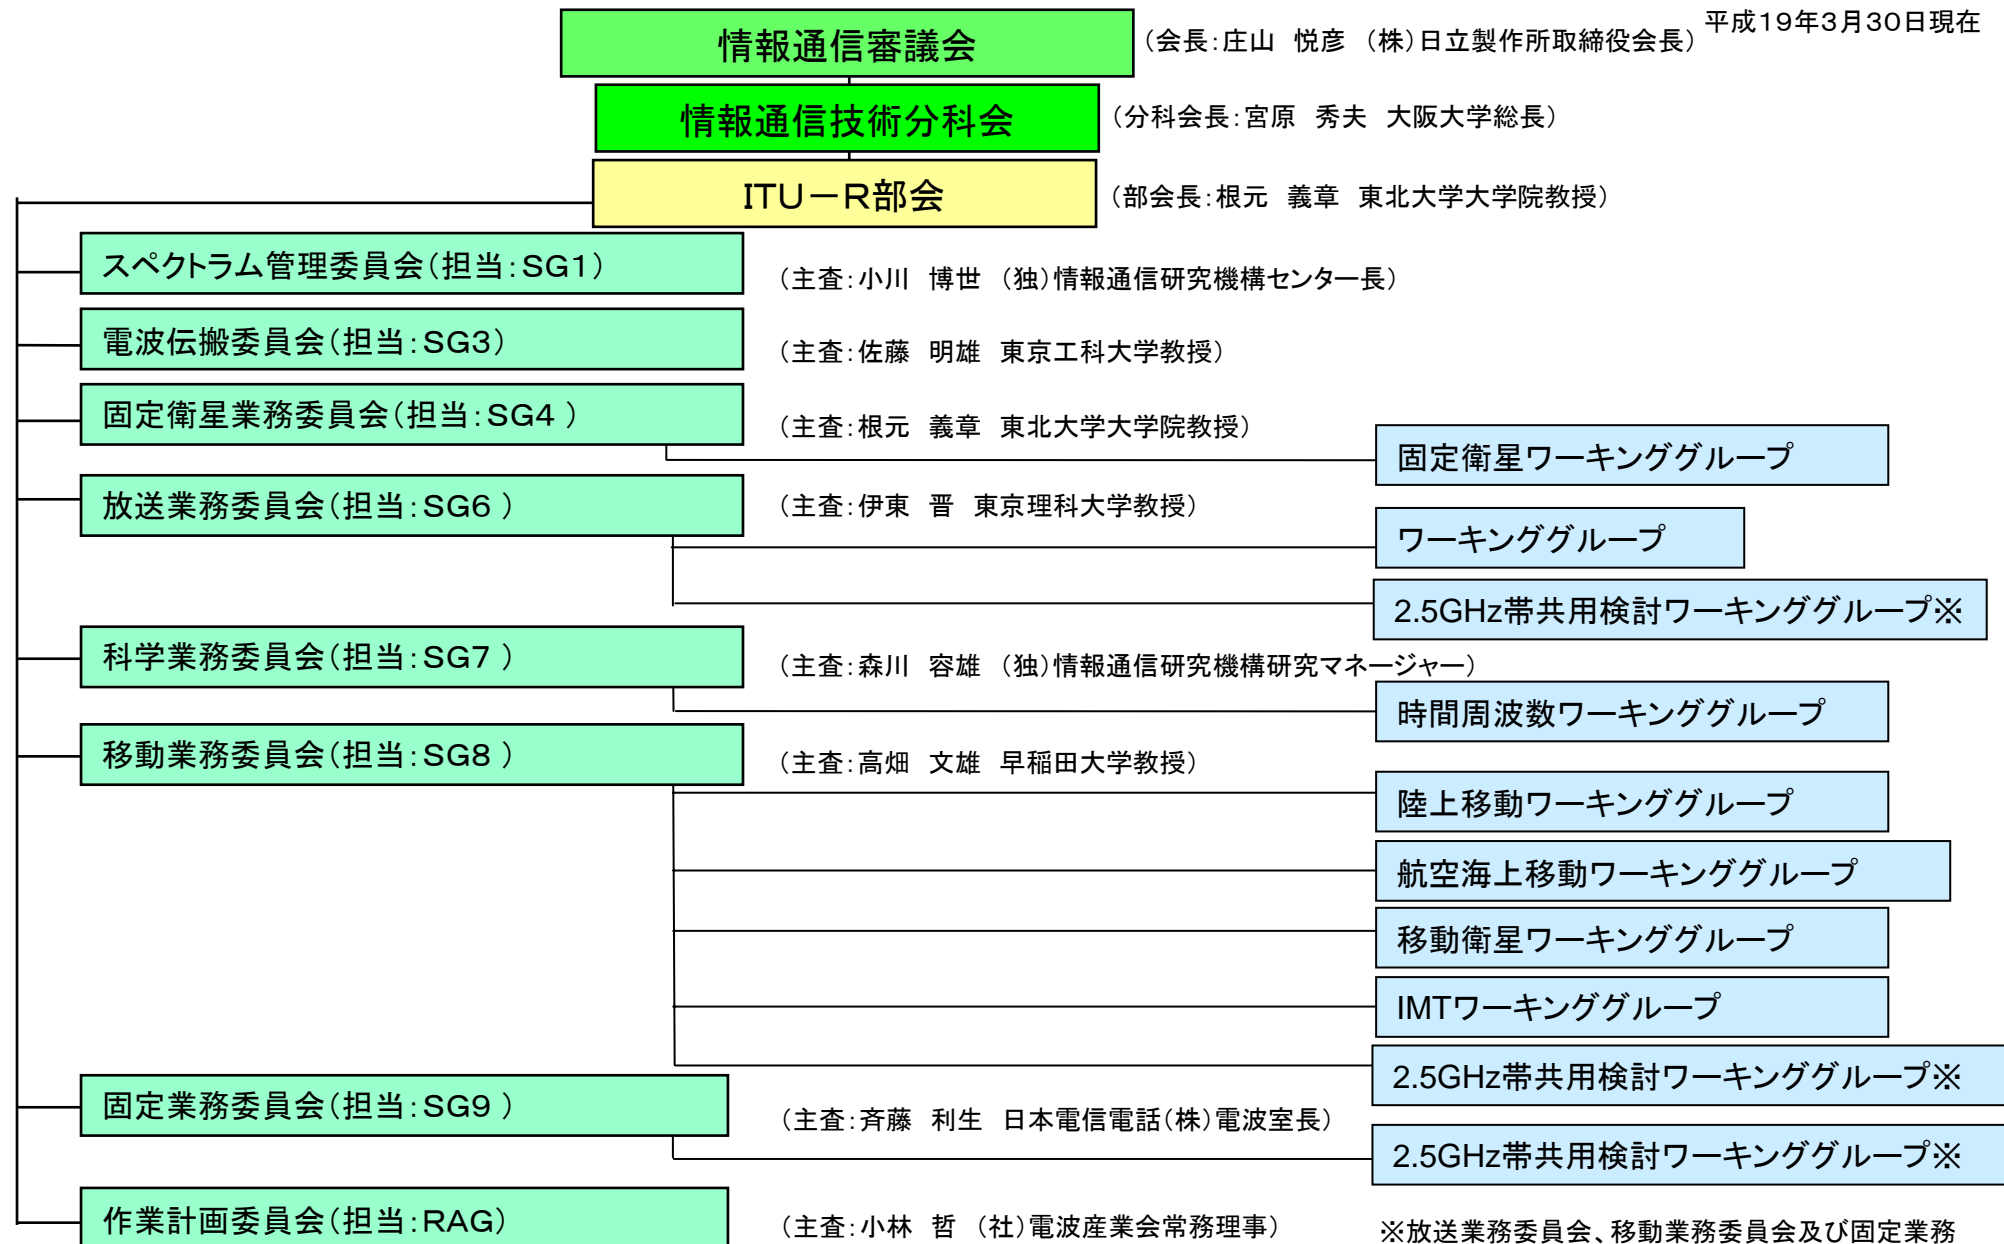 平成19年3月30日現在
情報通信審議会
(会長:庄山 悦彦 (株)日立製作所取締役会長)
情報通信技術分科会
(分科会長:宮原 秀夫 大阪大学総長)
ITU-R部会
(部会長:根元 義章 東北大学大学院教授)
スペクトラム管理委員会(担当:SG1)
(主査:小川 博世 (独)情報通信研究機構センター長)
電波伝搬委員会(担当:SG3)
(主査:佐藤 明雄 東京工科大学教授)
固定衛星業務委員会(担当:SG4 )
(主査:根元 義章 東北大学大学院教授)
固定衛星ワーキンググループ
放送業務委員会(担当:SG6 )
(主査:伊東 晋 東京理科大学教授)
ワーキンググループ
2.5GHz帯共用検討ワーキンググループ※
科学業務委員会(担当:SG7 )
(主査:森川 容雄 (独)情報通信研究機構研究マネージャー)
時間周波数ワーキンググループ
移動業務委員会(担当:SG8 )
(主査:高畑 文雄 早稲田大学教授)
陸上移動ワーキンググループ
航空海上移動ワーキンググループ
移動衛星ワーキンググループ
IMTワーキンググループ
2.5GHz帯共用検討ワーキンググループ※
固定業務委員会(担当:SG9 )
(主査:斉藤 利生 日本電信電話(株)電波室長)
2.5GHz帯共用検討ワーキンググループ※
作業計画委員会(担当:RAG)
(主査:小林 哲 (社)電波産業会常務理事)
※放送業務委員会、移動業務委員会及び固定業務